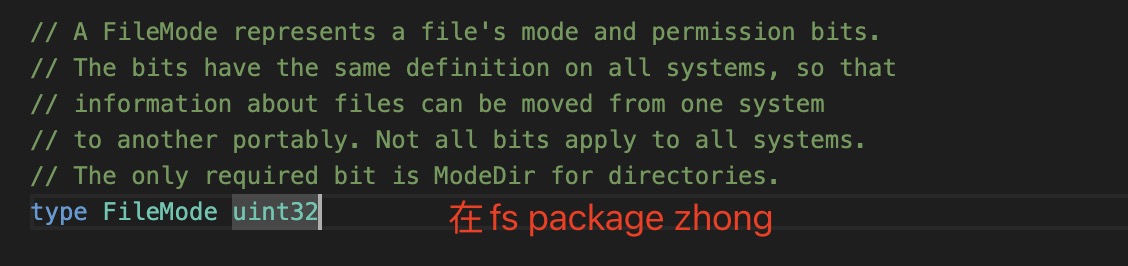 // A FileMode represents a file's mode and permission bits.
// The bits have the same definition on all systems, so that
// information about files can be moved from one system
// to another portably. Not all bits apply to all systems.
// The only required bit is ModeDir for directories.
type FileMode uint32 在 fs package zhong